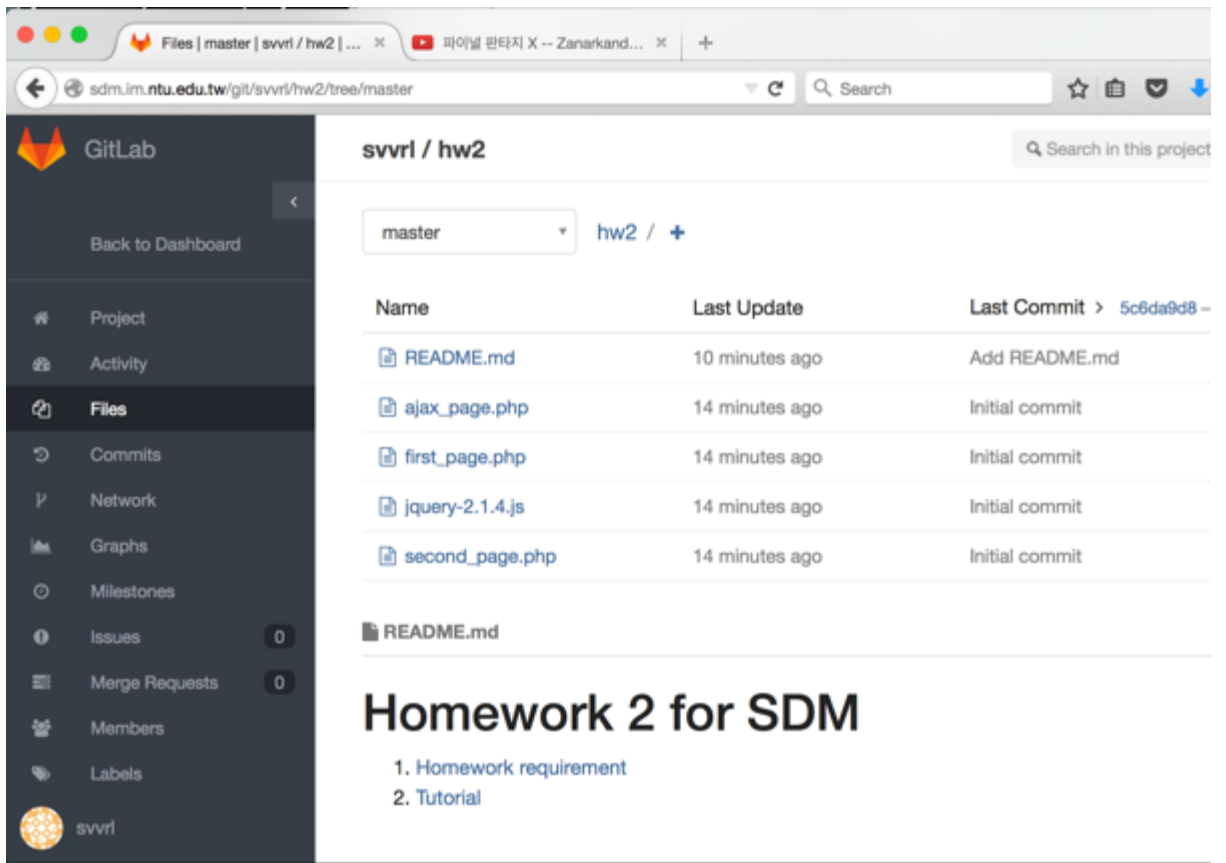 Files | master | svvrl / hw2 | ... ×
파이널 판타지 X -- Zanarkand... ×
sdm.im.ntu.edu.tw/git/svvrl/hw2/tree/master
Search
GitLab
svvrl / hw2
Search in this project
Back to Dashboard
master
hw2 / +
Project
Activity
Files
Commits
Network
Graphs
Milestones
Issues 0
Merge Requests 0
Members
Labels
svvrl
Name Last Update Last Commit > 5c6da9d8 –
README.md 10 minutes ago Add README.md
ajax_page.php 14 minutes ago Initial commit
first_page.php 14 minutes ago Initial commit
jquery-2.1.4.js 14 minutes ago Initial commit
second_page.php 14 minutes ago Initial commit
README.md
Homework 2 for SDM
1. Homework requirement
2. Tutorial